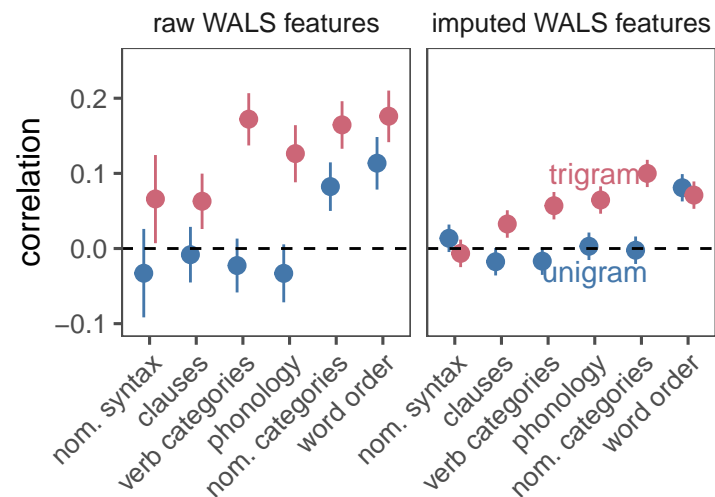 raw WALS features
imputed WALS features
correlation
0.2
0.1
0.0
−0.1
trigram
unigram
nom. syntax
clauses
verb categories
phonology
nom. categories
word order
nom. syntax
clauses
verb categories
phonology
nom. categories
word order